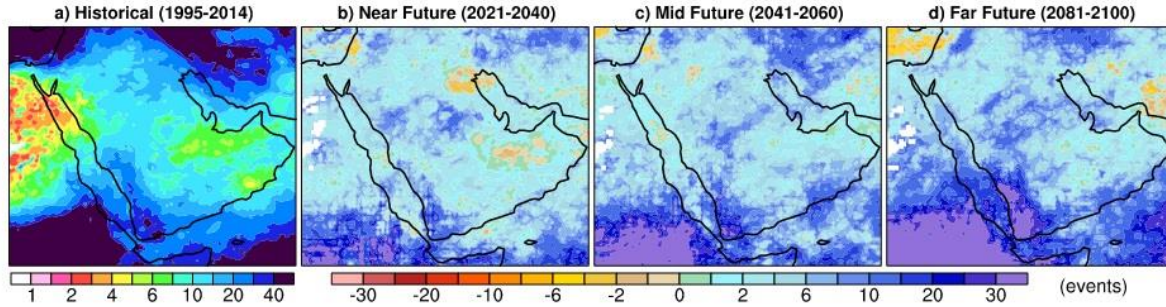 a) Historical (1995-2014)
b) Near Future (2021-2040)
c) Mid Future (2041-2060)
d) Far Future (2081-2100)
1 2 4 6 10 20 40
-30 -20 -10 -6 -2 0 2 6 10 20 30 (events)